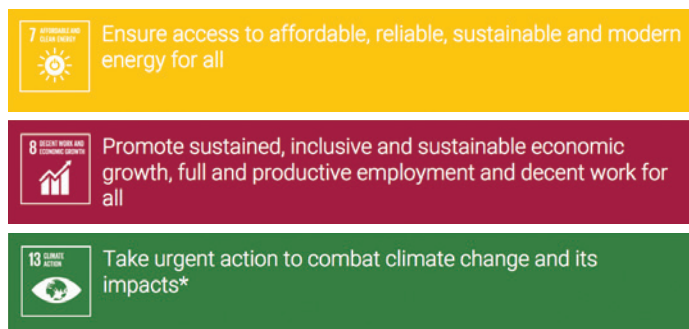 7 AFFORDABLE AND
CLEAN ENERGY
Ensure access to affordable, reliable, sustainable and modern
energy for all
8 DECENT WORK AND
ECONOMIC GROWTH
Promote sustained, inclusive and sustainable economic
growth, full and productive employment and decent work for
all
13 CLIMATE
ACTION
Take urgent action to combat climate change and its
impacts*